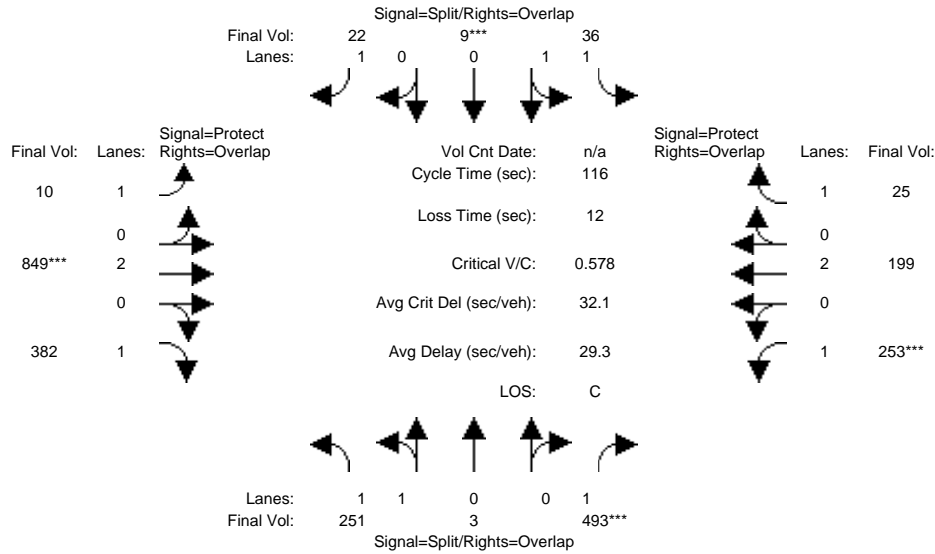 Signal=Split/Rights=Overlap
Final Vol: 22 9*** 36
Lanes: 1 0 0 1 1
Signal=Protect
Final Vol: Lanes: Rights=Overlap
Vol Cnt Date: n/a
Signal=Protect
Rights=Overlap Lanes: Final Vol:
Cycle Time (sec): 116
10 1
1 25
Loss Time (sec): 12
0
0
849*** 2
Critical V/C: 0.578
2 199
0
Avg Crit Del (sec/veh): 32.1
0
382 1
Avg Delay (sec/veh): 29.3
1 253***
LOS: C
Lanes: 1 1 0 0 1
Final Vol: 251 3 493***
Signal=Split/Rights=Overlap